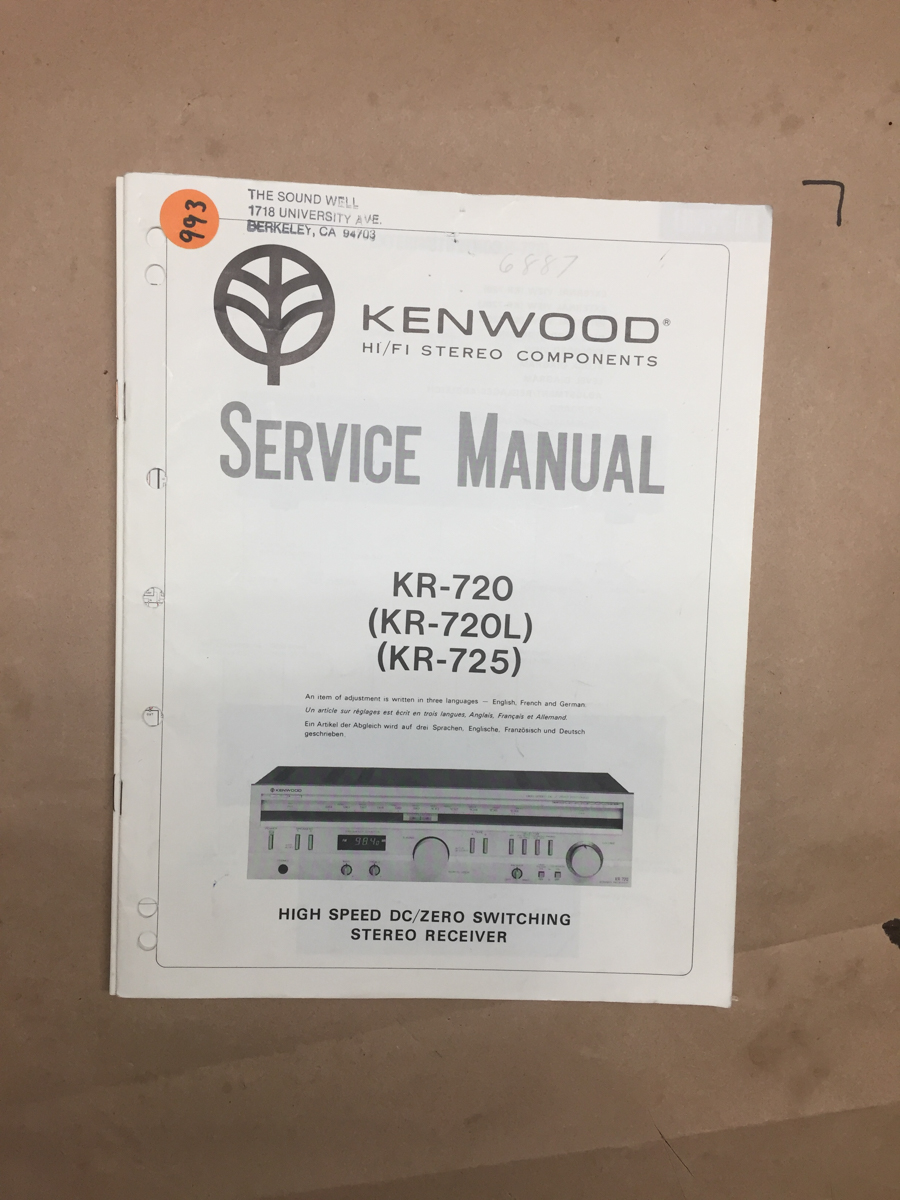 993
THE SOUND WELL
1718 UNIVERSITY AVE.
BERKELEY, CA 94703
6887
KENWOOD®
HI/FI STEREO COMPONENTS
SERVICE MANUAL
KR-720
(KR-720L)
(KR-725)
An item of adjustment is written in three languages — English, French and German.
Un article sur réglages est écrit en trois langues, Anglais, Français et Allemand.
Ein Artikel der Abgleich wird auf drei Sprachen, Englische, Französisch und Deutsch
geschrieben.
KENWOOD
HIGH SPEED DC/ZERO SWITCHING
STEREO RECEIVER